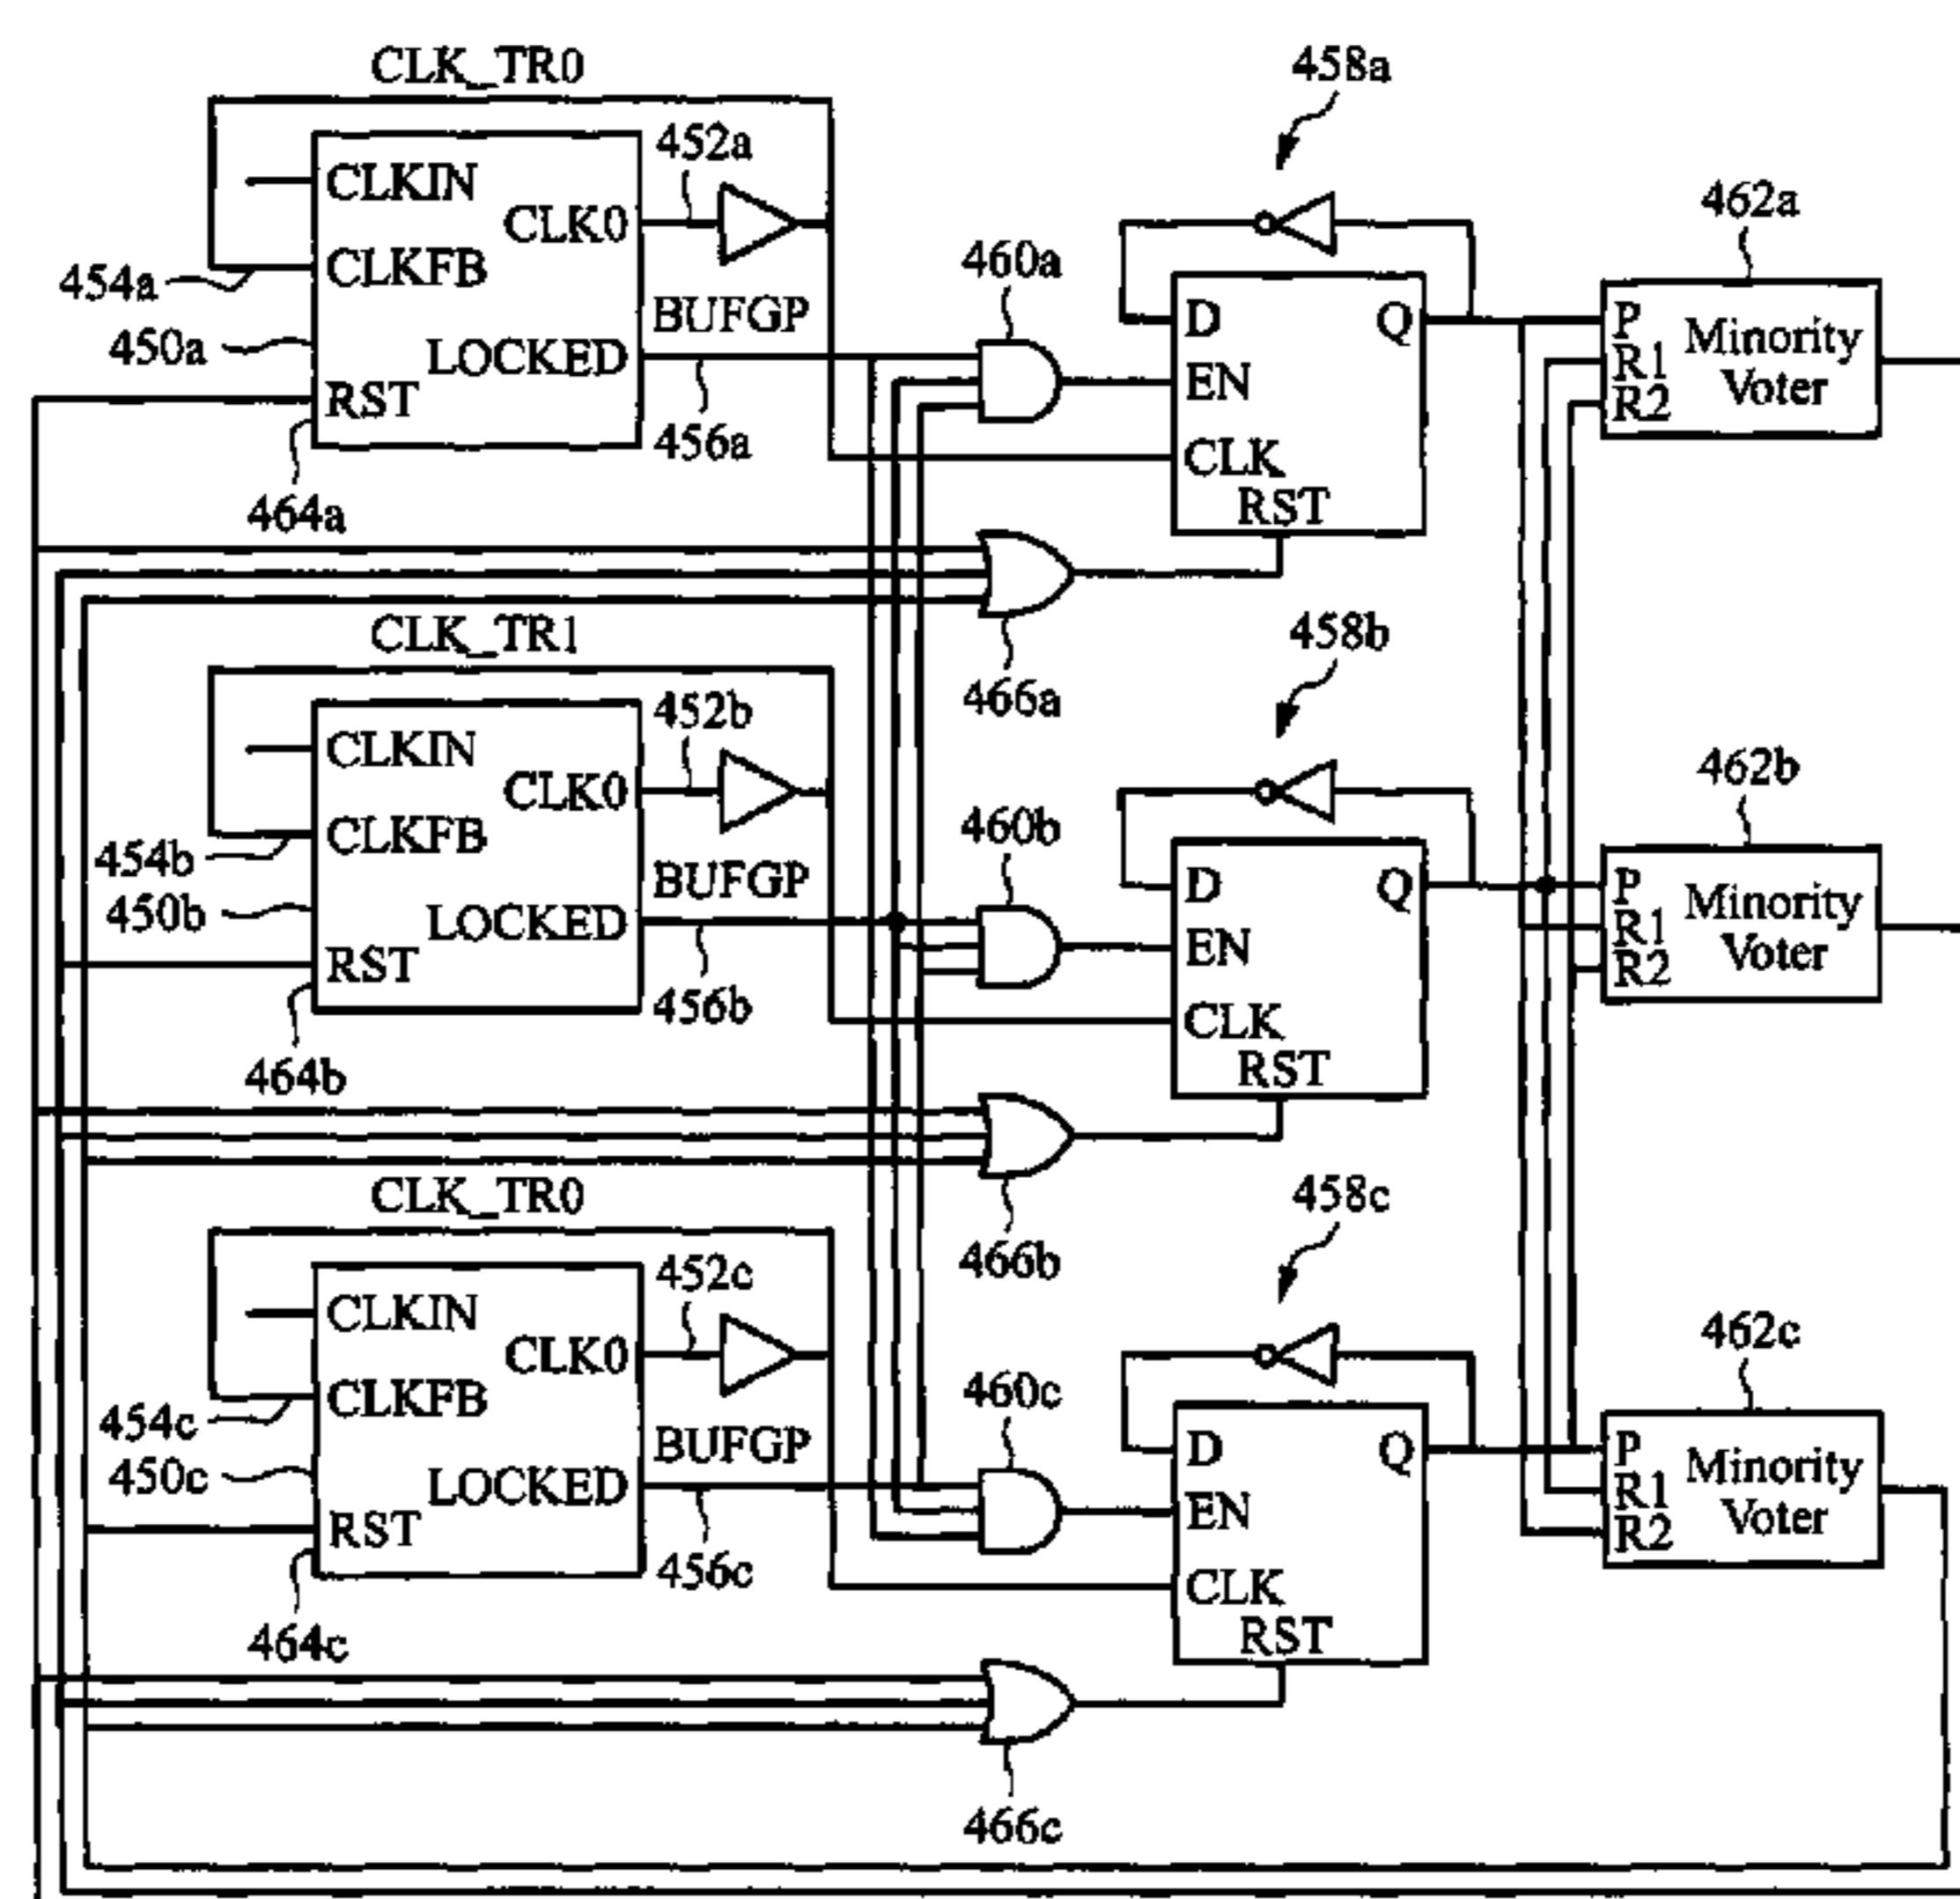 CLK_TR0
458a
452a
CLKIN
462a
CLK0
CLKFB
460a
454a
BUFGP
D
Q
P
R1
R2
Minority
Voter
450a
LOCKED
EN
RST
456a
CLK
464a
RST
CLK_TR1
458b
466a
452b
CLKIN
462b
CLK0
CLKFB
460b
454b
BUFGP
D
Q
P
R1
R2
Minority
Voter
450b
LOCKED
EN
RST
456b
CLK
464b
RST
CLK_TR0
458c
466b
452c
CLKIN
462c
CLK0
CLKFB
460c
454c
BUFGP
D
Q
P
R1
R2
Minority
Voter
450c
LOCKED
EN
RST
456c
CLK
464c
RST
466c